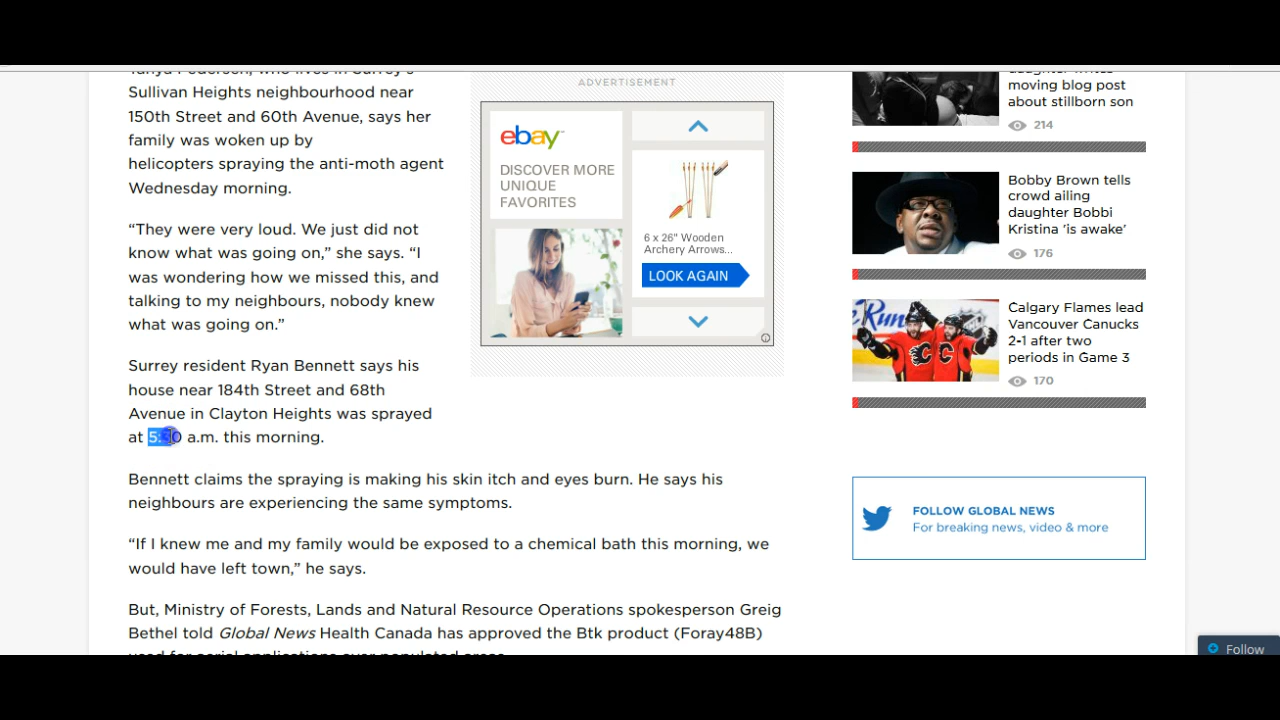 Sullivan Heights neighbourhood near
150th Street and 60th Avenue, says her
family was woken up by
helicopters spraying the anti-moth agent
Wednesday morning.
“They were very loud. We just did not
know what was going on,” she says. “I
was wondering how we missed this, and
talking to my neighbours, nobody knew
what was going on.”
Surrey resident Ryan Bennett says his
house near 184th Street and 68th
Avenue in Clayton Heights was sprayed
at 5:30 a.m. this morning.
Bennett claims the spraying is making his skin itch and eyes burn. He says his
neighbours are experiencing the same symptoms.
“If I knew me and my family would be exposed to a chemical bath this morning, we
would have left town,” he says.
But, Ministry of Forests, Lands and Natural Resource Operations spokesperson Greig
Bethel told Global News Health Canada has approved the Btk product (Foray48B)
ADVERTISEMENT
ebay
DISCOVER MORE
UNIQUE
FAVORITES
6 x 26" Wooden
Archery Arrows...
LOOK AGAIN
moving blog post
about stillborn son
214
Bobby Brown tells
crowd ailing
daughter Bobbi
Kristina ‘is awake’
176
Calgary Flames lead
Vancouver Canucks
2-1 after two
periods in Game 3
170
FOLLOW GLOBAL NEWS
For breaking news, video & more
Follow